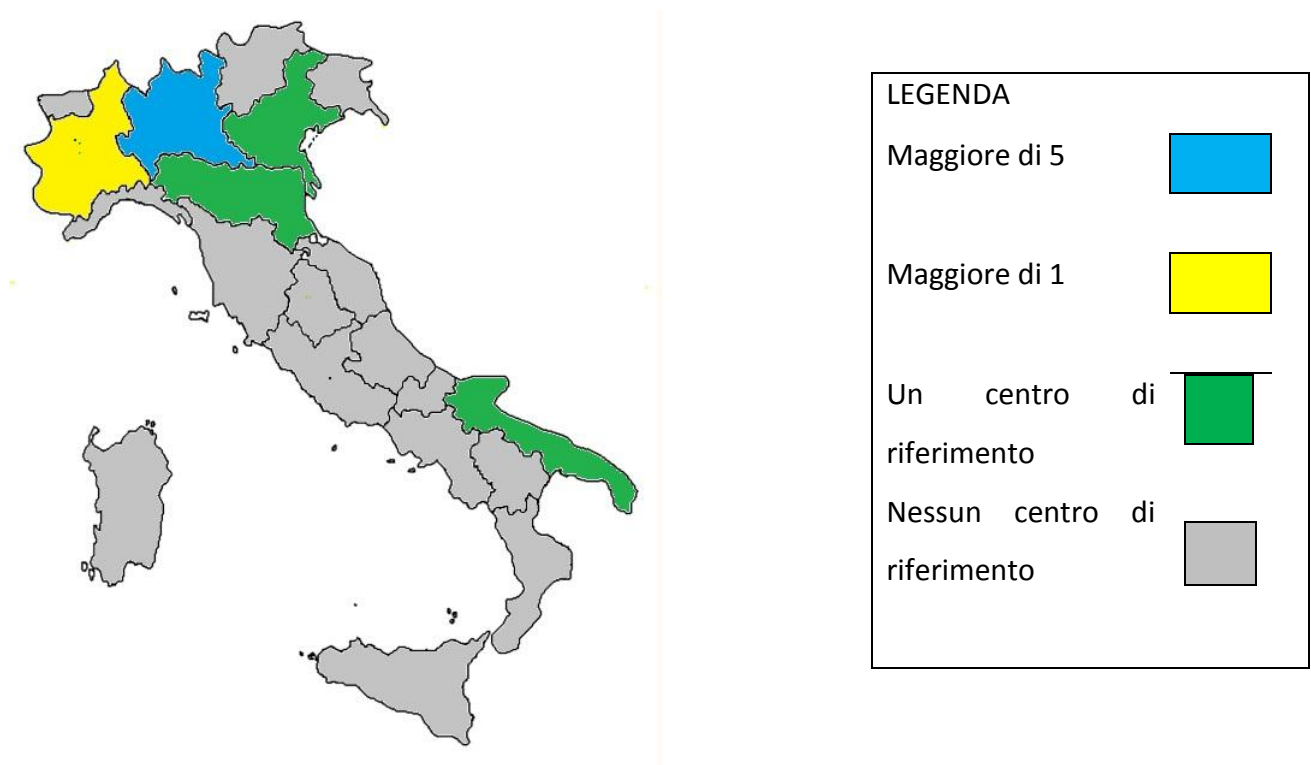 LEGENDA
Maggiore di 5
Maggiore di 1
Un centro di
riferimento
Nessun centro di
riferimento